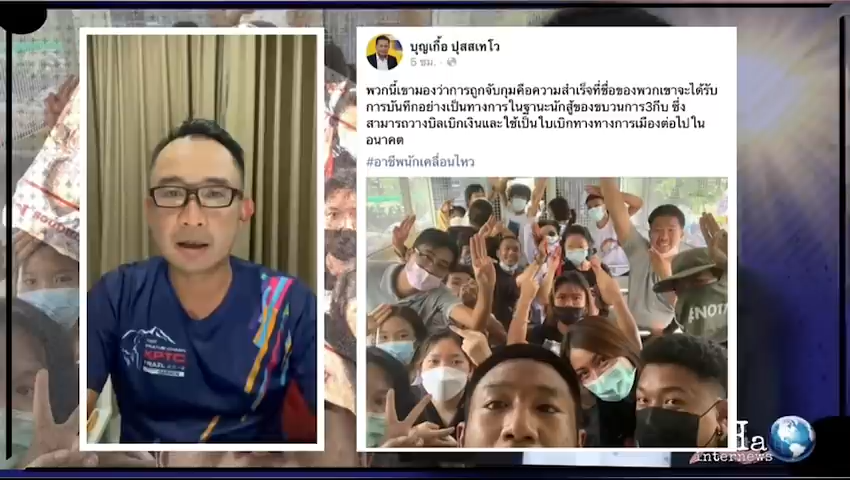 บุญเกื้อ ปุสสเทโว
5 ชม. ·
พวกนี้เขามองว่าการถูกจับกุมคือความสำเร็จที่ชื่อของพวกเขาจะได้รับ
การบันทึกอย่างเป็นทางการในฐานะนักสู้ของขบวนการ3กีบ ซึ่ง
สามารถวางบิลเบิกเงินและใช้เป็นใบเบิกทางทางการเมืองต่อไปใน
อนาคต
#อาชีพนักเคลื่อนไหว
KPTC
TRAIL
#NO11
Ha
internews